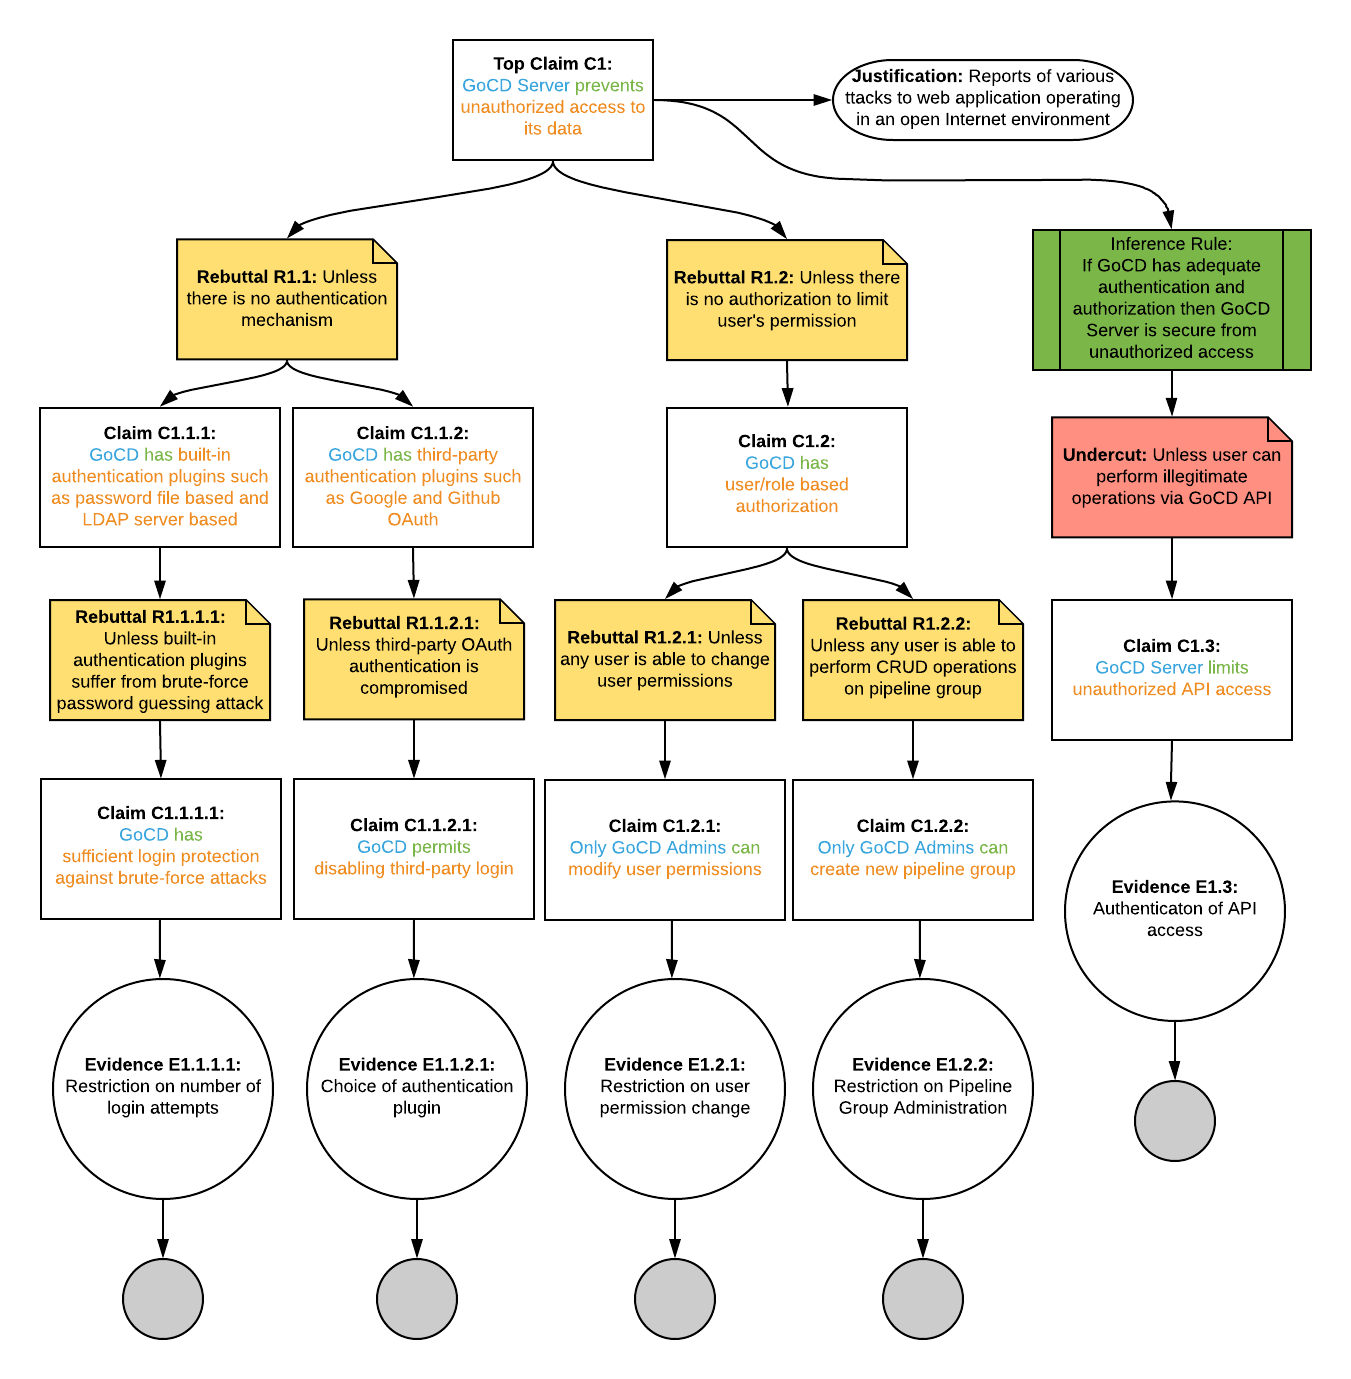 Top Claim C1:
GoCD Server prevents
unauthorized access to
its data
Justification: Reports of various
ttacks to web application operating
in an open Internet environment
Rebuttal R1.1: Unless
there is no authentication
mechanism
Rebuttal R1.2: Unless there
is no authorization to limit
user's permission
Inference Rule:
If GoCD has adequate
authentication and
authorization then GoCD
Server is secure from
unauthorized access
Claim C1.1.1:
GoCD has built-in
authentication plugins such
as password file based and
LDAP server based
Claim C1.1.2:
GoCD has third-party
authentication plugins such
as Google and Github
OAuth
Claim C1.2:
GoCD has
user/role based
authorization
Undercut: Unless user can
perform illegitimate
operations via GoCD API
Rebuttal R1.1.1.1:
Unless built-in
authentication plugins
suffer from brute-force
password guessing attack
Rebuttal R1.1.2.1:
Unless third-party OAuth
authentication is
compromised
Rebuttal R1.2.1: Unless
any user is able to change
user permissions
Rebuttal R1.2.2:
Unless any user is able to
perform CRUD operations
on pipeline group
Claim C1.3:
GoCD Server limits
unauthorized API access
Claim C1.1.1.1:
GoCD has
sufficient login protection
against brute-force attacks
Claim C1.1.2.1:
GoCD permits
disabling third-party login
Claim C1.2.1:
Only GoCD Admins can
modify user permissions
Claim C1.2.2:
Only GoCD Admins can
create new pipeline group
Evidence E1.3:
Authenticaton of API
access
Evidence E1.1.1.1:
Restriction on number of
login attempts
Evidence E1.1.2.1:
Choice of authentication
plugin
Evidence E1.2.1:
Restriction on user
permission change
Evidence E1.2.2:
Restriction on Pipeline
Group Administration